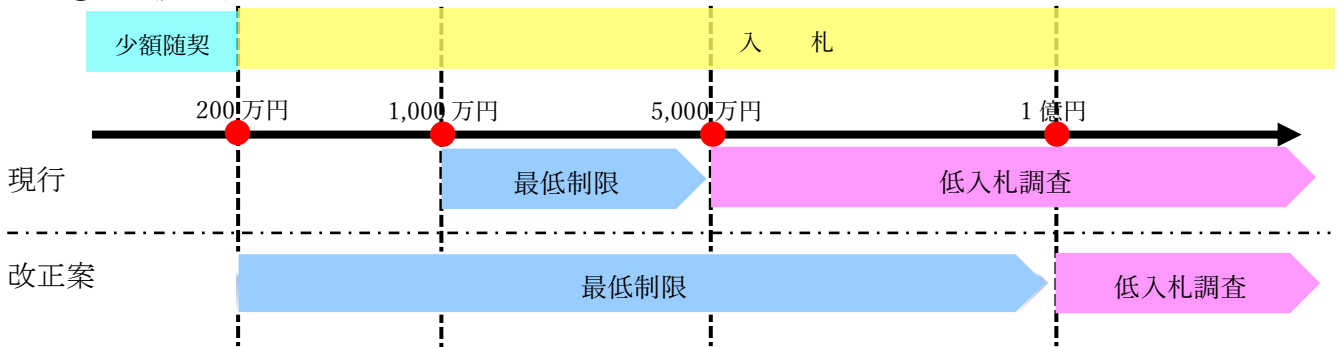 少額随契
入 札
200 万円
1,000 万円
5,000 万円
1 億円
現行
最低制限
低入札調査
改正案
最低制限
低入札調査